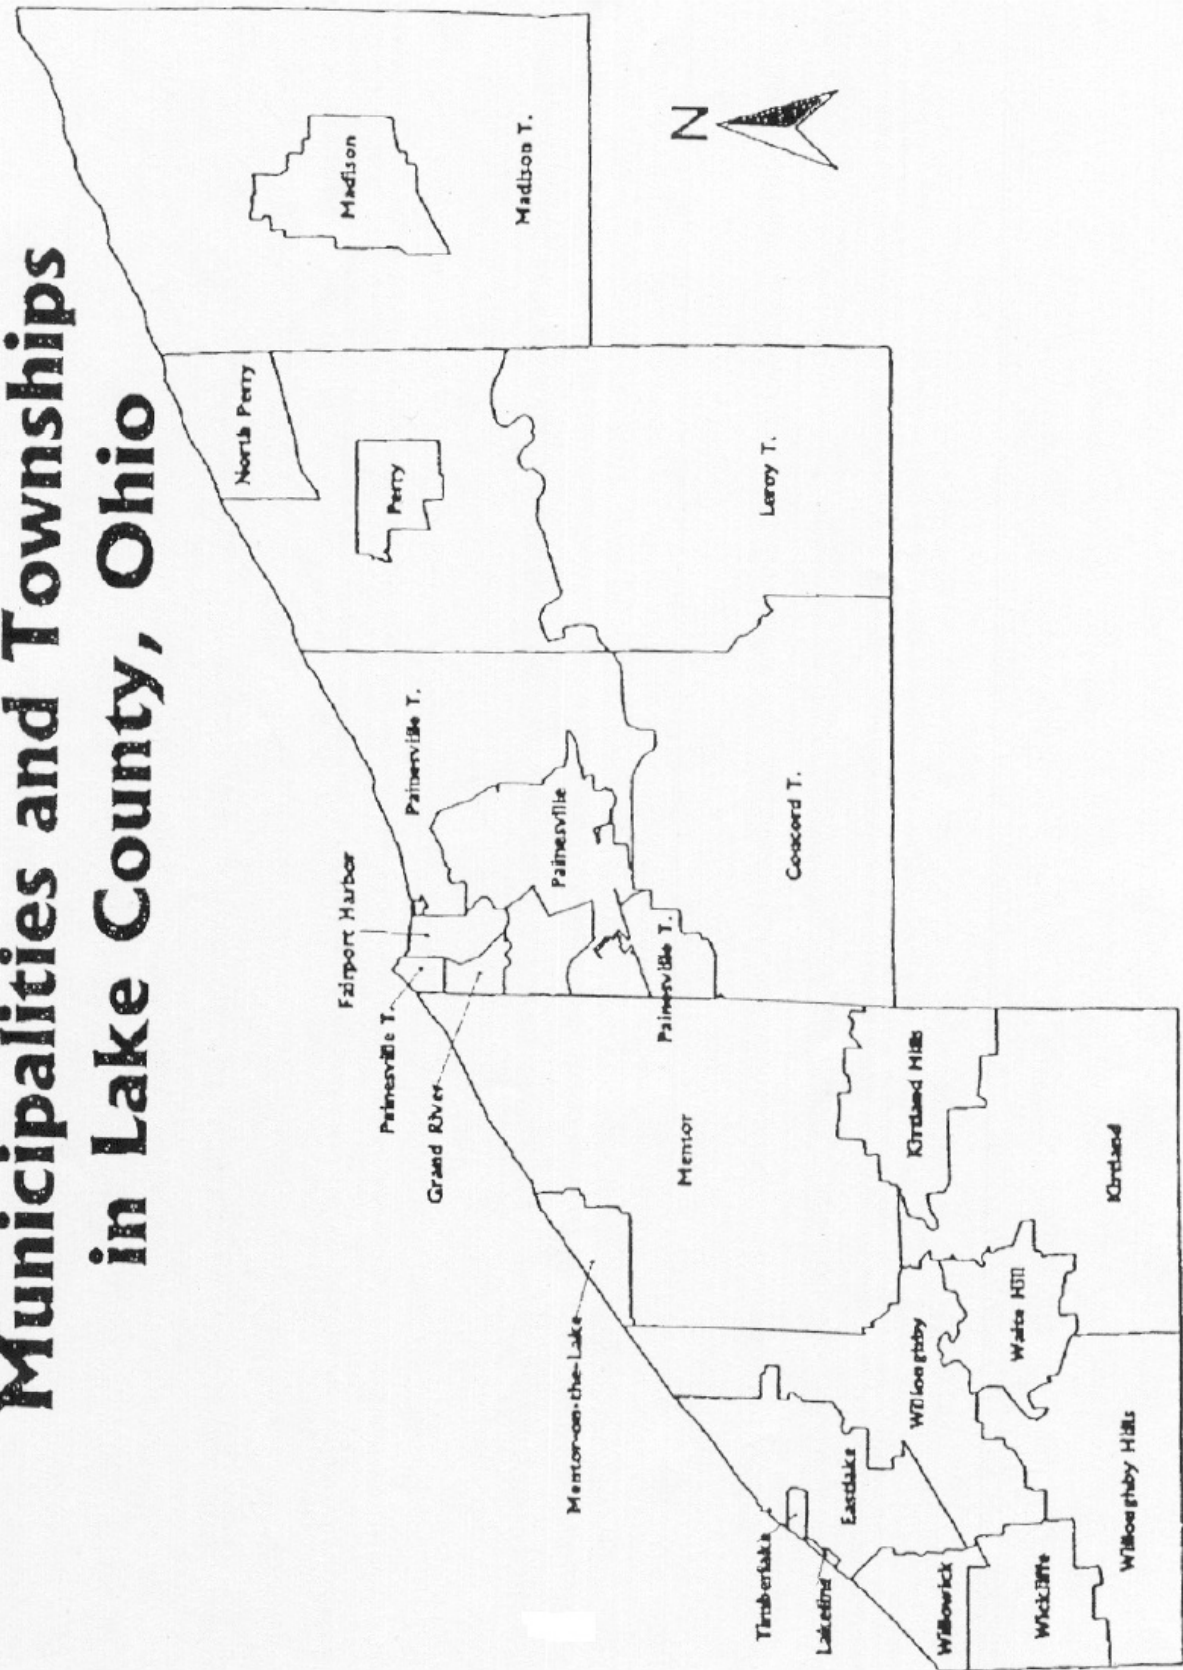 Municipalities and Townships
in Lake County, Ohio
N
Madison
Madison T.
North Perry
Perry
Leroy T.
Painesville T.
Painesville
Concord T.
Fairport Harbor
Painesville T.
Grand River
Painesville T.
Mentor
Kirtland Hills
Kirtland
Mentor-on-the-Lake
Waite Hill
Willoughby
Willoughby Hills
Eastlake
Timberlake
Lakeline
Willowick
Wickliffe